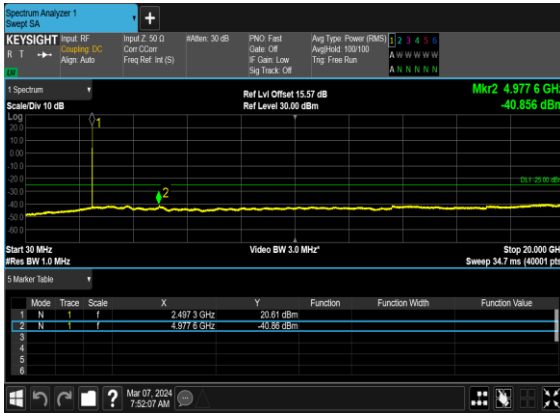 Spectrum Analyzer 1
Swept SA
+
KEYSIGHT Input: RF Input Z: 50 Ω #Atten: 30 dB PNO: Fast Avg Type: Power (RMS) 1 2 3 4 5 6
R T Coupling: DC Corr CCorr Gate: Off Avg|Hold: 100/100 A W W W W W
Align: Auto Freq Ref: Int (S) IF Gain: Low Trig: Free Run
Sig Track: Off A N N N N N
1 Spectrum
Scale/Div 10 dB
Ref Lvl Offset 15.57 dB
Ref Level 30.00 dBm
Mkr2 4.977 6 GHz
-40.856 dBm
Log
20.0
10.0
0.00
-10.0
-20.0
-30.0
-40.0
-50.0
-60.0
1
2
DL1 -25.00 dBm
Start 30 MHz Video BW 3.0 MHz* Stop 20.000 GHz
#Res BW 1.0 MHz Sweep 34.7 ms (40001 pts)
5 Marker Table
Mode Trace Scale X Y Function Function Width Function Value
1 N 1 f 2.497 3 GHz 20.61 dBm
2 N 1 f 4.977 6 GHz -40.86 dBm
3
4
5
6
?
Mar 07, 2024
7:52:07 AM